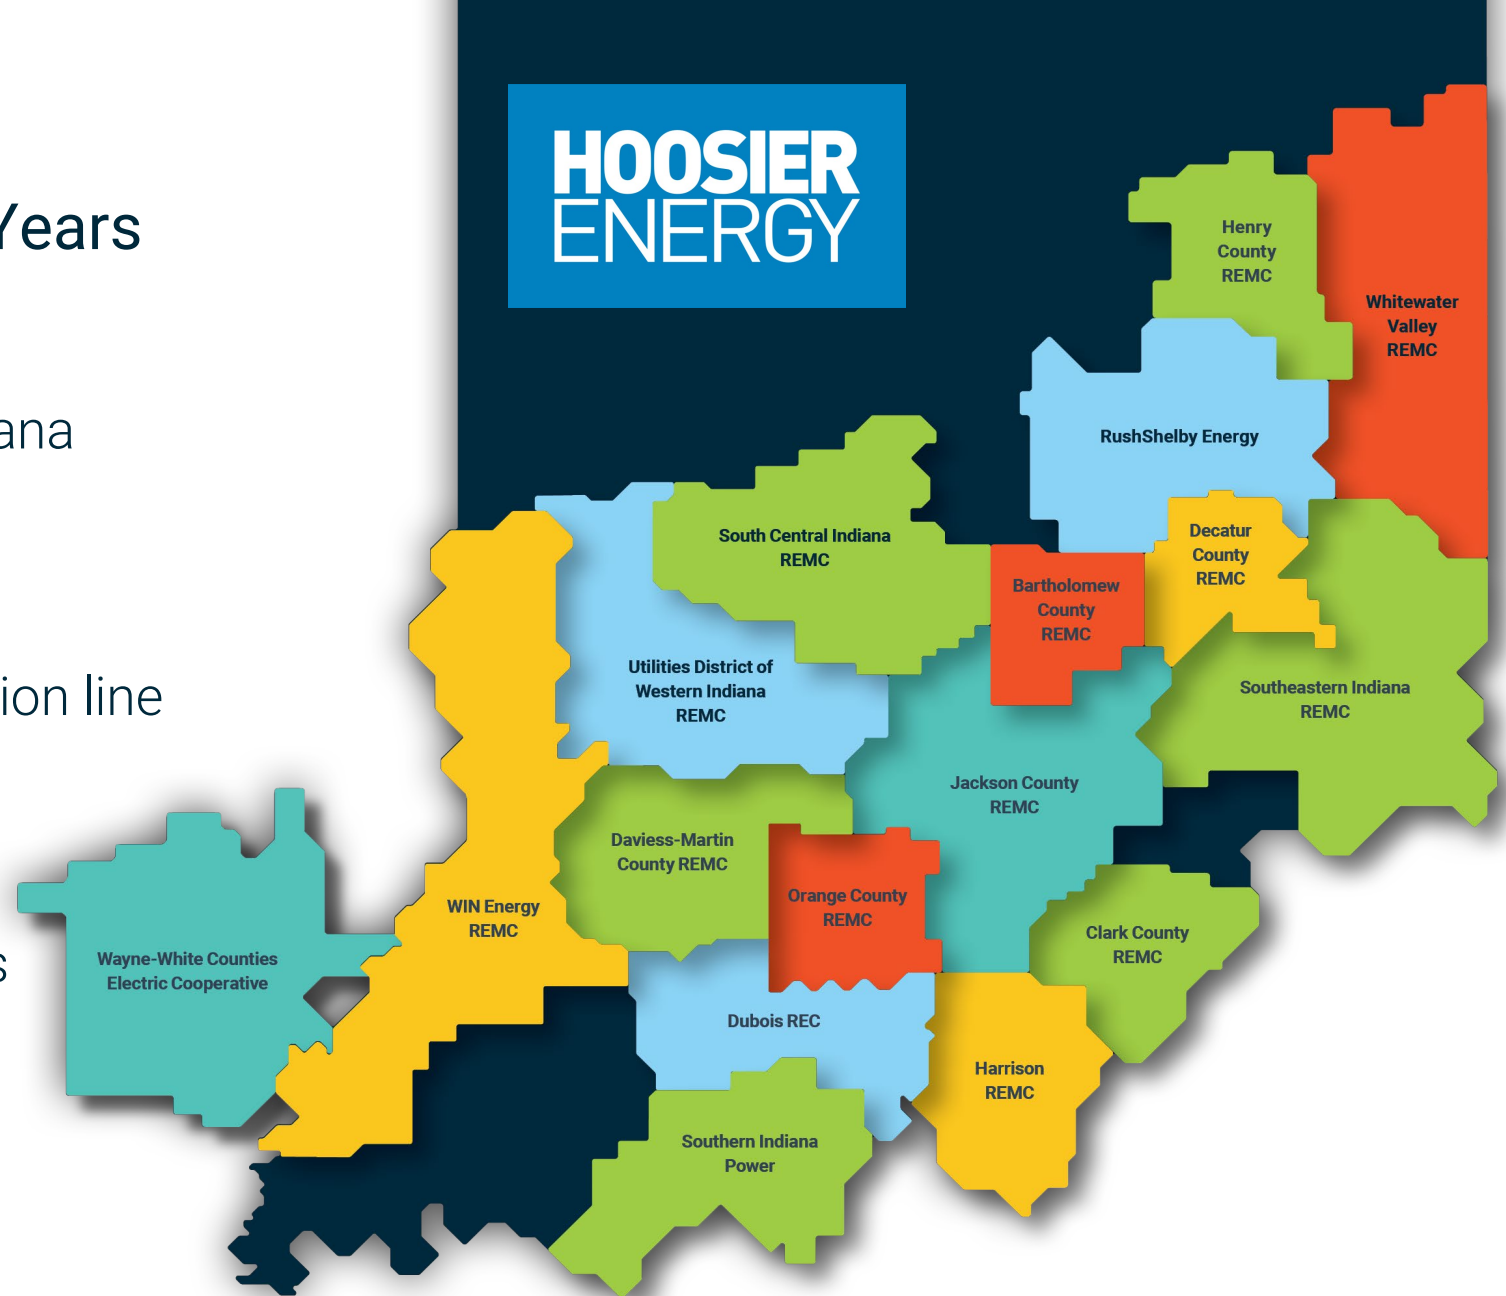 HOOSIER
ENERGY
Years
ana
ion line
s
Henry
County
REMC
Whitewater
Valley
REMC
RushShelby Energy
South Central Indiana
REMC
Decatur
County
REMC
Bartholomew
County
REMC
Utilities District of
Western Indiana
REMC
Southeastern Indiana
REMC
Jackson County
REMC
Daviess-Martin
County REMC
Orange County
REMC
WIN Energy
REMC
Clark County
REMC
Wayne-White Counties
Electric Cooperative
Dubois REC
Harrison
REMC
Southern Indiana
Power